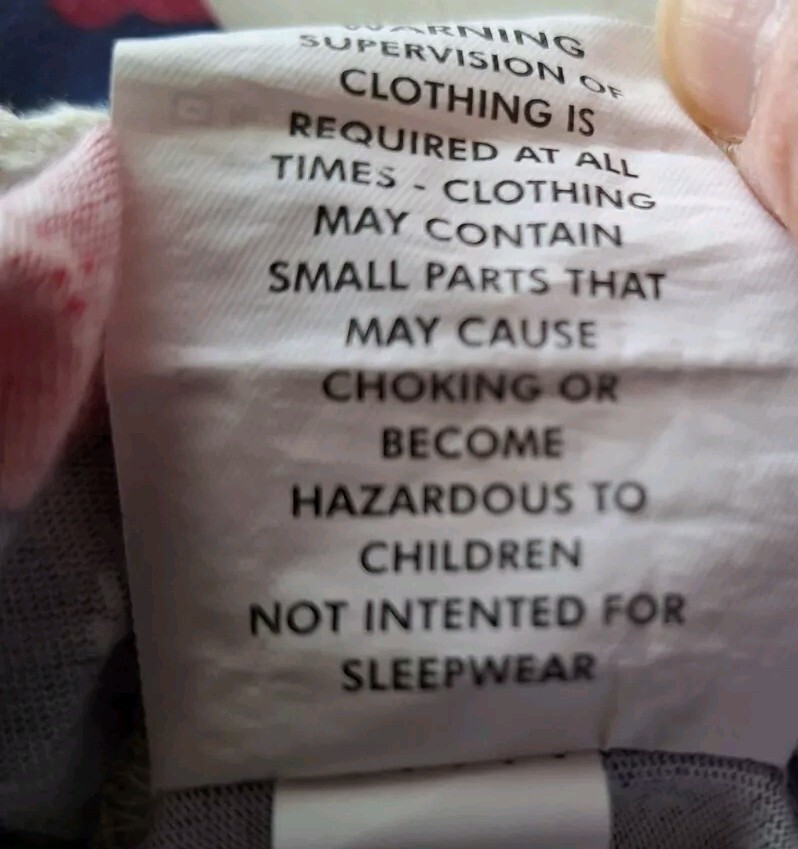 WARNING
SUPERVISION OF
CLOTHING IS
REQUIRED AT ALL
TIMES - CLOTHING
MAY CONTAIN
SMALL PARTS THAT
MAY CAUSE
CHOKING OR
BECOME
HAZARDOUS TO
CHILDREN
NOT INTENTED FOR
SLEEPWEAR